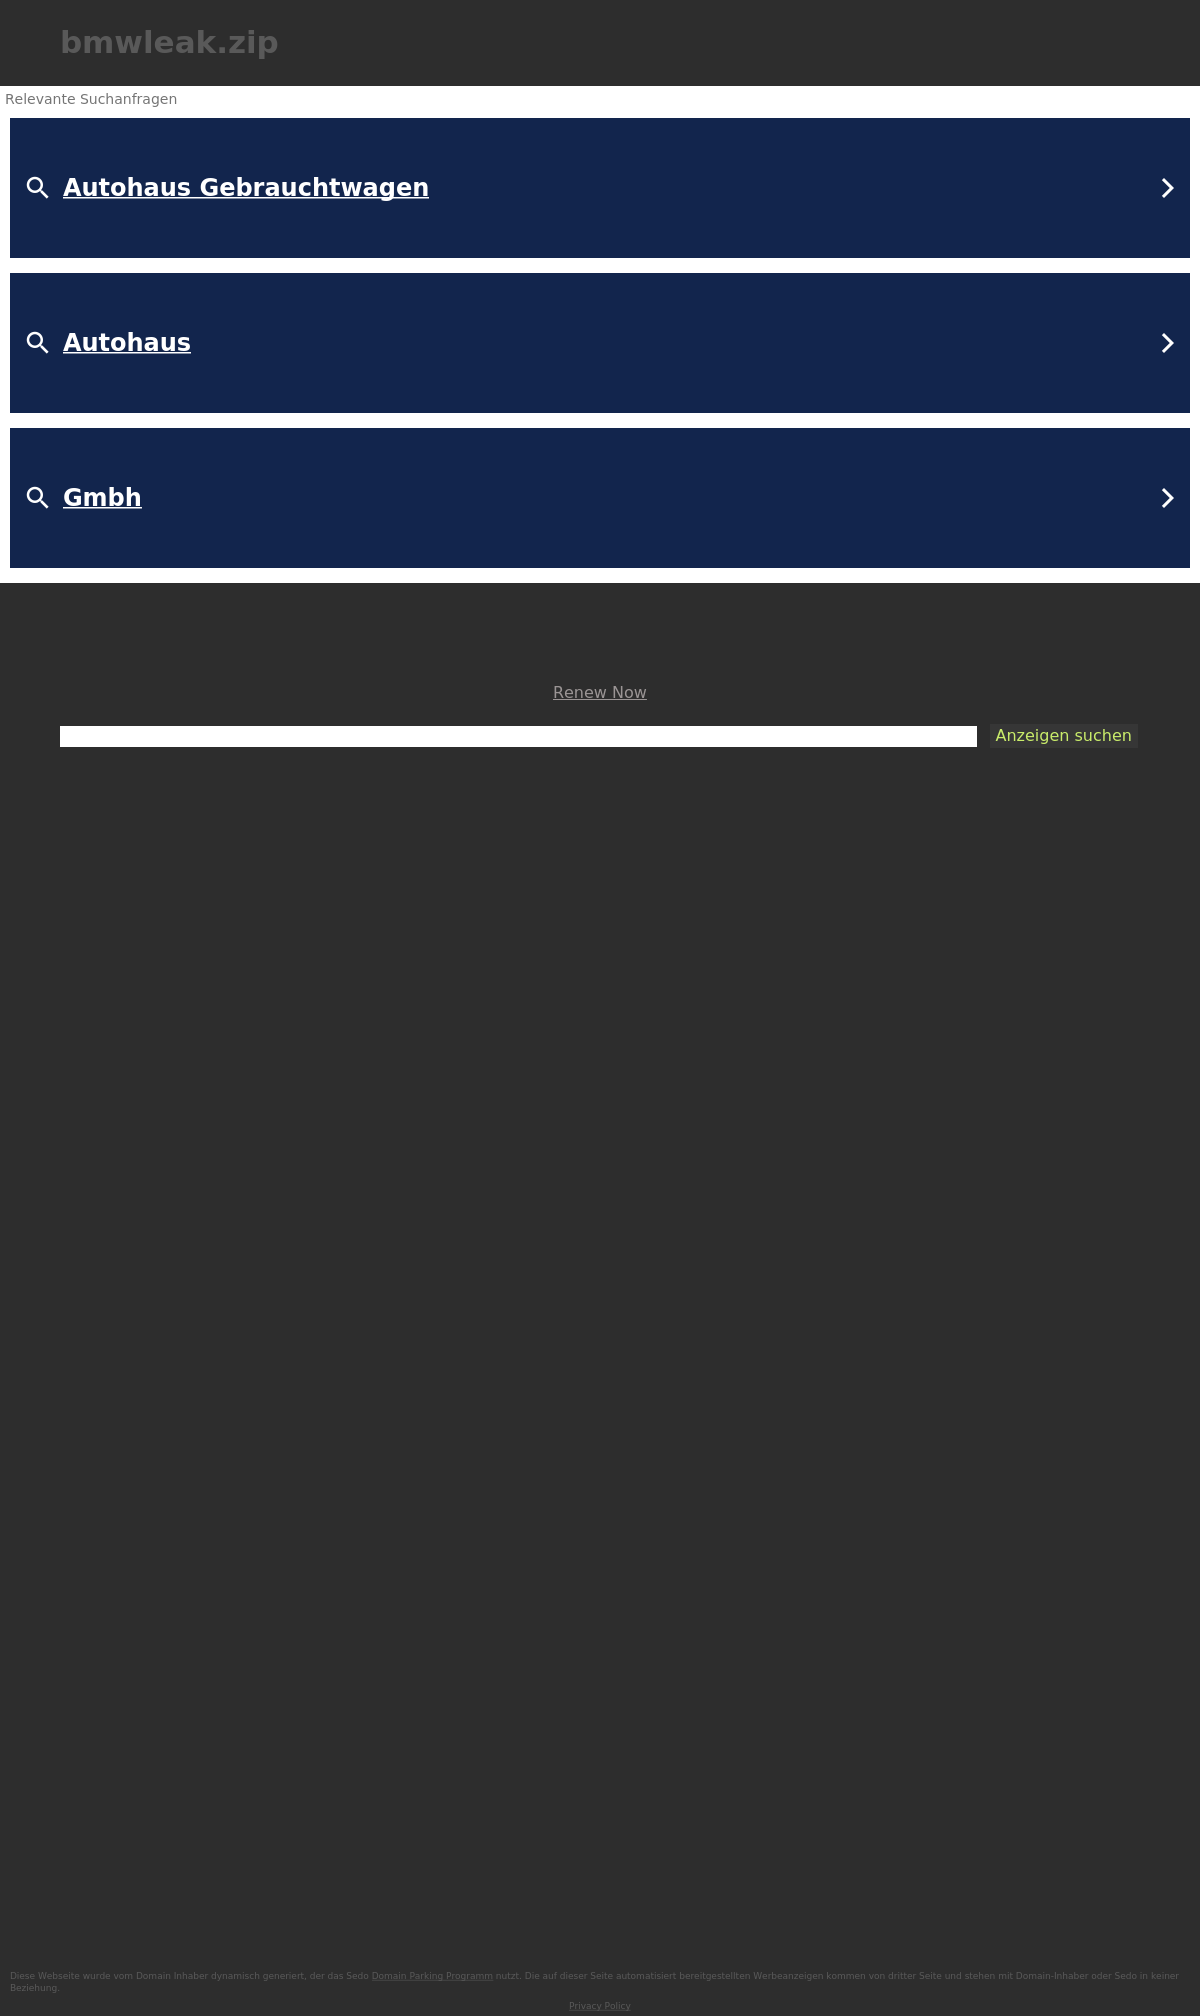 bmwleak.zip
Relevante Suchanfragen
Autohaus Gebrauchtwagen
Autohaus
Gmbh
Renew Now
Anzeigen suchen
Diese Webseite wurde vom Domain Inhaber dynamisch generiert, der das Sedo Domain Parking Programm nutzt. Die auf dieser Seite automatisiert bereitgestellten Werbeanzeigen kommen von dritter Seite und stehen mit Domain-Inhaber oder Sedo in keiner
Beziehung.
Privacy Policy